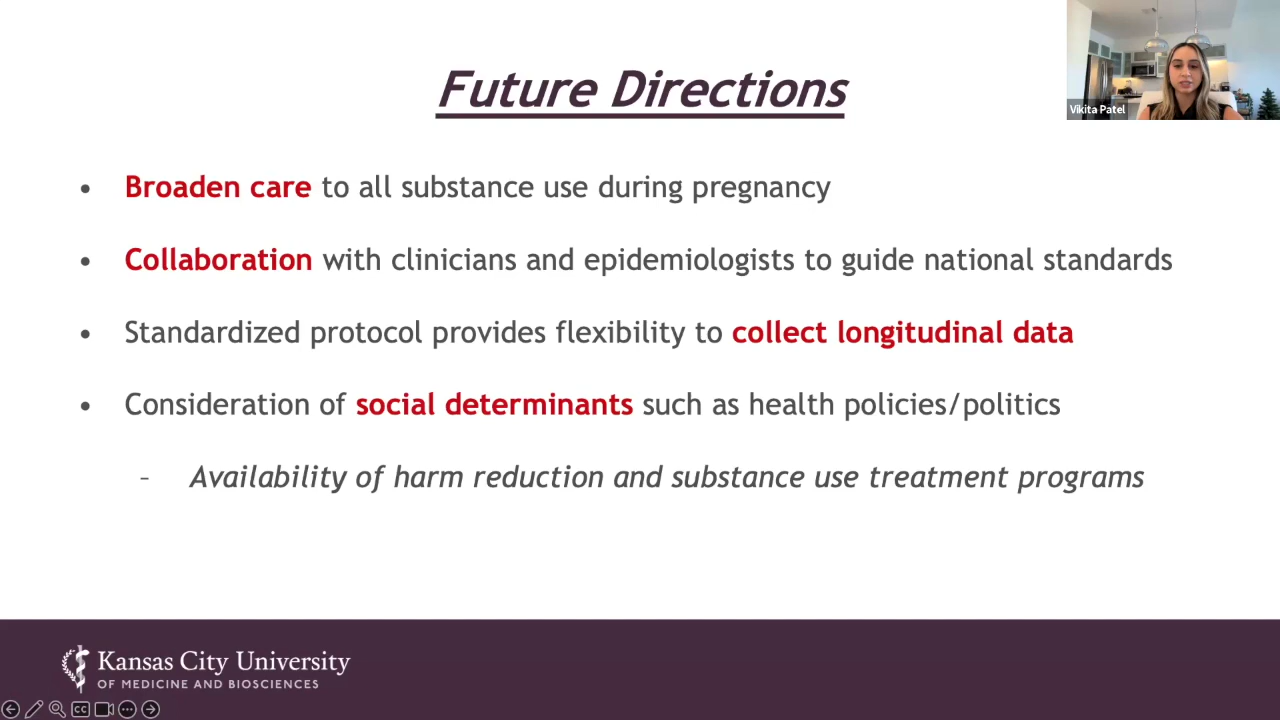 Future Directions
Vikita Patel
• Broaden care to all substance use during pregnancy
• Collaboration with clinicians and epidemiologists to guide national standards
• Standardized protocol provides flexibility to collect longitudinal data
• Consideration of social determinants such as health policies/politics
– Availability of harm reduction and substance use treatment programs
Kansas City University
OF MEDICINE AND BIOSCIENCES
CC